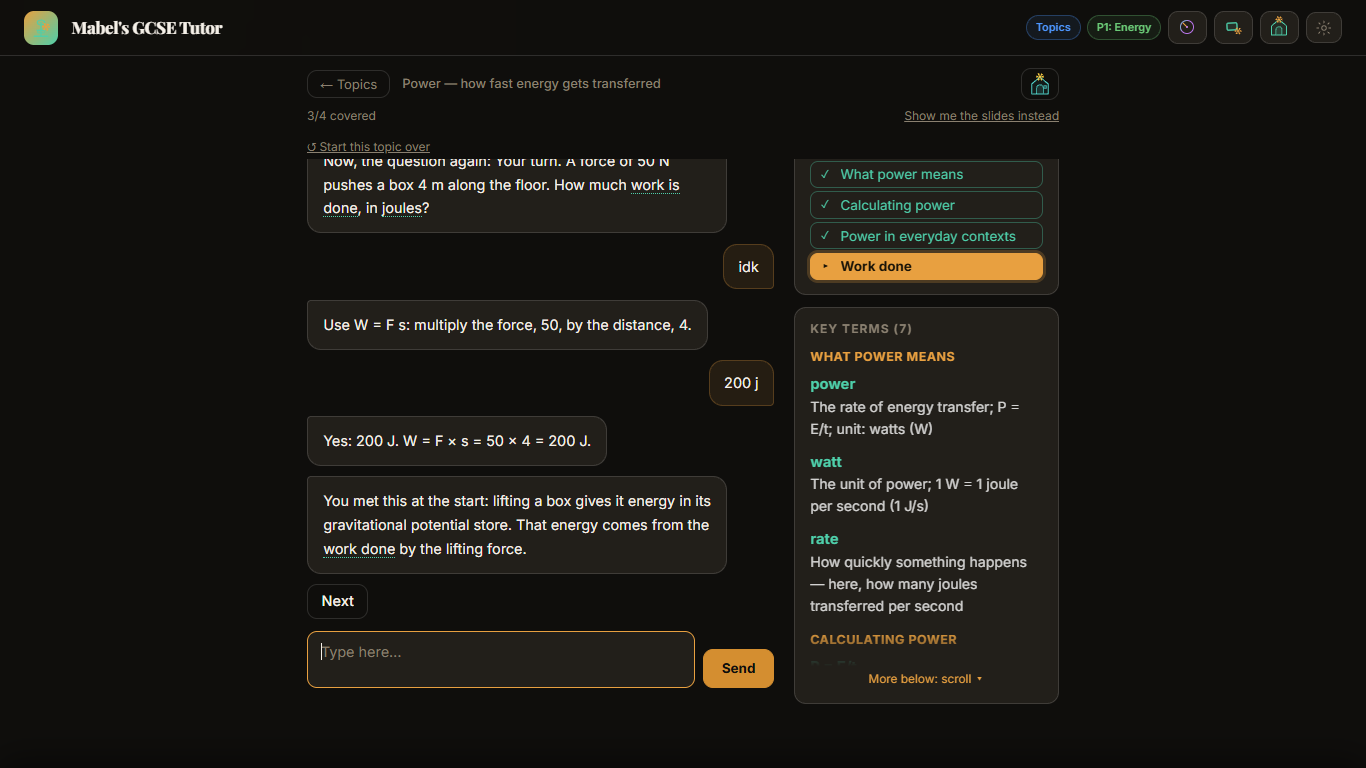 Mabel's GCSE Tutor
Topics
P1: Energy
← Topics
Power — how fast energy gets transferred
3/4 covered
Show me the slides instead
↺ Start this topic over
Now, the question again: Your turn. A force of 50 N
pushes a box 4 m along the floor. How much work is
done, in joules?
idk
Use W = F s: multiply the force, 50, by the distance, 4.
200 j
Yes: 200 J. W = F × s = 50 × 4 = 200 J.
You met this at the start: lifting a box gives it energy in its
gravitational potential store. That energy comes from the
work done by the lifting force.
Next
Type here...
Send
✓ What power means
✓ Calculating power
✓ Power in everyday contexts
▸ Work done
KEY TERMS (7)
WHAT POWER MEANS
power
The rate of energy transfer; P =
E/t; unit: watts (W)
watt
The unit of power; 1 W = 1 joule
per second (1 J/s)
rate
How quickly something happens
— here, how many joules
transferred per second
CALCULATING POWER
More below: scroll ▾